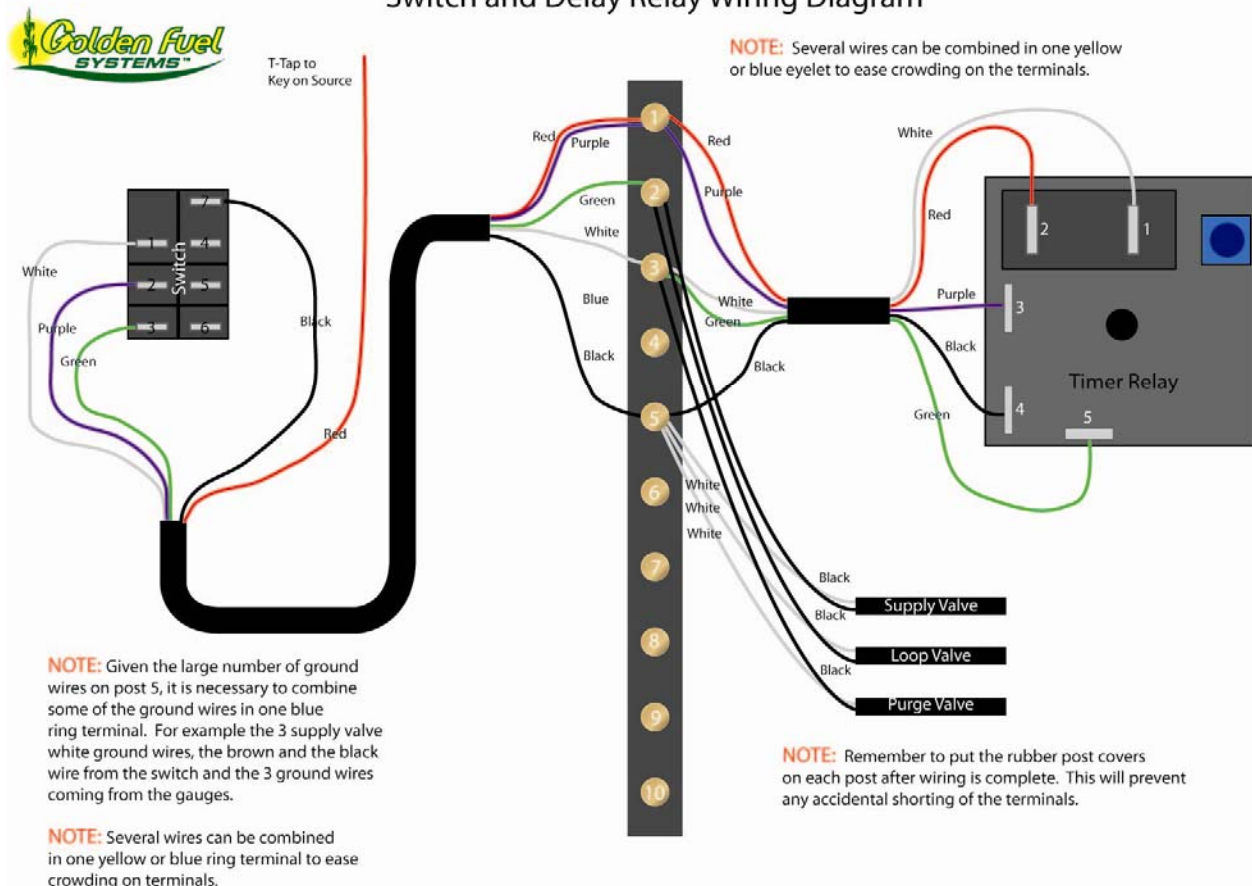 Switch and Delay Relay Wiring Diagram
Golden Fuel
SYSTEMS™
T-Tap to
Key on Source
NOTE: Several wires can be combined in one yellow
or blue eyelet to ease crowding on the terminals.
1
Red
Purple
Red
White
7
2
Green
Purple
Red
2
1
1
4
Switch
White
White
3
Blue
White
Green
Purple
3
2
5
Purple
3
6
Green
Black
4
Black
Black
Black
Timer Relay
Red
5
Green
4
5
6
White
White
White
7
Black
Supply Valve
Black
8
Loop Valve
Black
9
Purge Valve
10
NOTE: Given the large number of ground
wires on post 5, it is necessary to combine
some of the ground wires in one blue
ring terminal. For example the 3 supply valve
white ground wires, the brown and the black
wire from the switch and the 3 ground wires
coming from the gauges.
NOTE: Remember to put the rubber post covers
on each post after wiring is complete. This will prevent
any accidental shorting of the terminals.
NOTE: Several wires can be combined
in one yellow or blue ring terminal to ease
crowding on terminals.